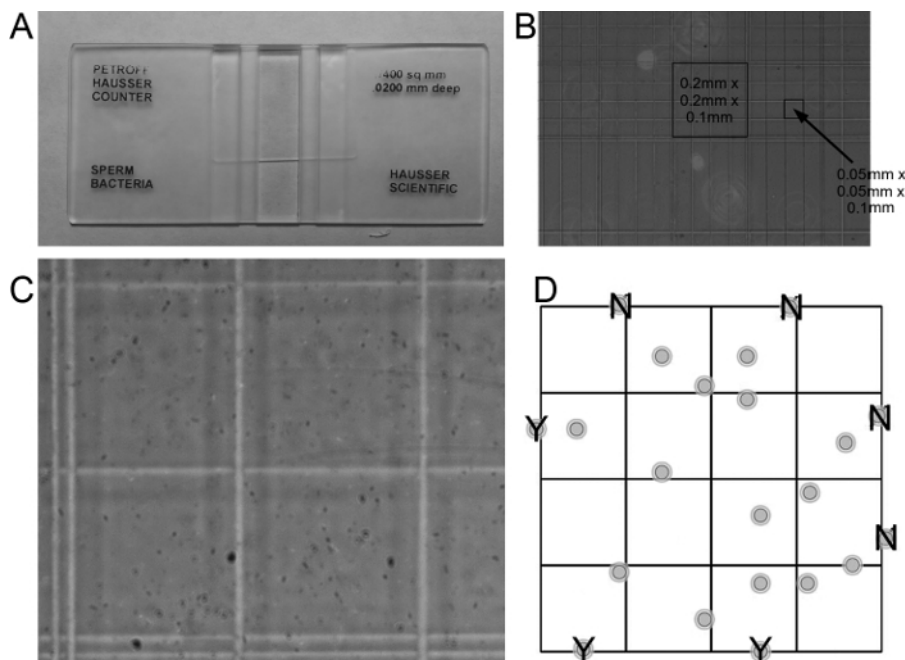 A
PETROFF
HAUSSER
COUNTER
1400 sq mm
.0200 mm deep
SPERM
BACTERIA
HAUSSER
SCIENTIFIC
B
0.2mm x
0.2mm x
0.1mm
0.05mm x
0.05mm x
0.1mm
C
D
N
N
Y
N
N
Y
Y